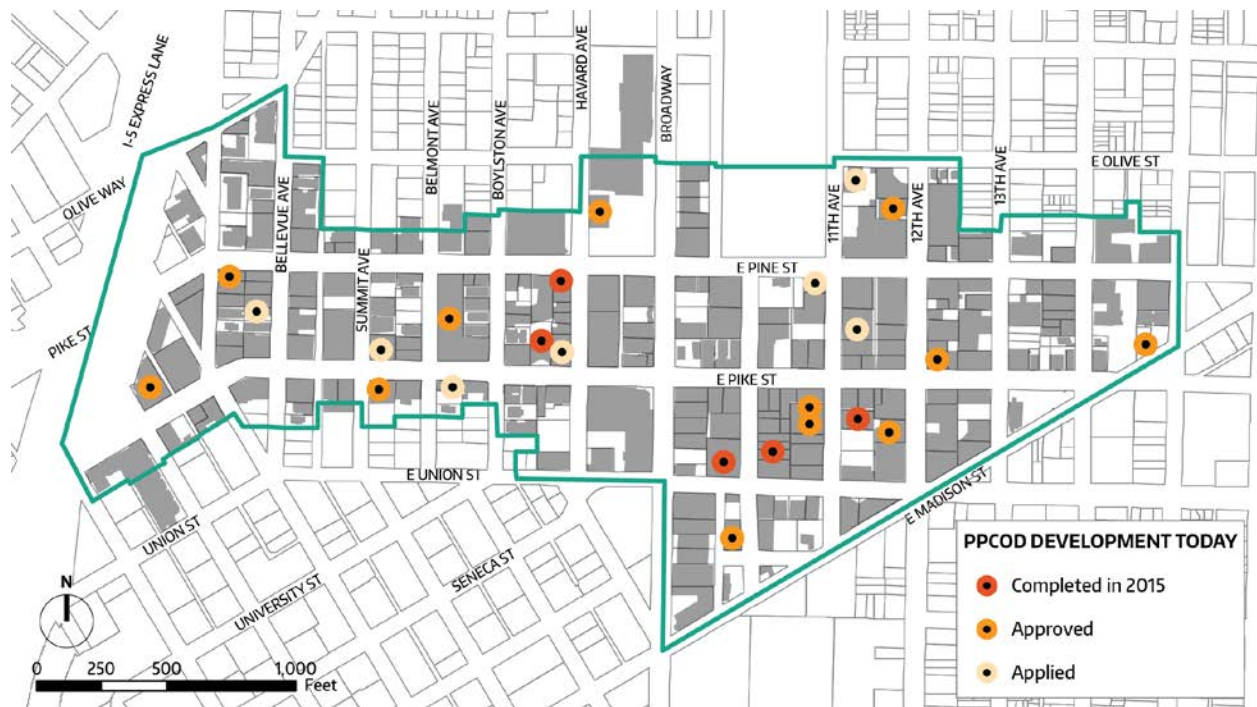 I-5 EXPRESS LANE
OLIVE WAY
BELLEVUE AVE
SUMMIT AVE
BELMONT AVE
BOYLSTON AVE
HAVARD AVE
BROADWAY
11TH AVE
12TH AVE
13TH AVE
E OLIVE ST
E PINE ST
PIKE ST
E PIKE ST
E UNION ST
E MADISON ST
UNION ST
UNIVERSITY ST
SENECA ST
N
0 250 500 1,000
Feet
PPCOD DEVELOPMENT TODAY
Completed in 2015
Approved
Applied